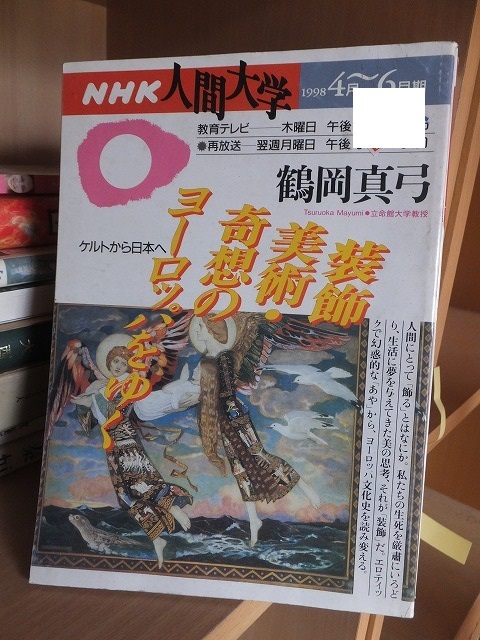 NHK人間大学
1998 4月〜6月期
教育テレビ──木曜日 午後
●再放送──翌週月曜日 午後
鶴岡真弓
Tsuruoka Mayumi●立命館大学教授
装飾
美術・
奇想の
ヨーロッパをゆく
ケルトから日本へ
人間にとって「飾る」とはなにか。私たちの生死を厳粛にいろど
り、生活に夢を与えてきた美の思考、それが「装飾」だ。エロティッ
クで幻惑的な「あや」から、ヨーロッパ文化史を読み変える。